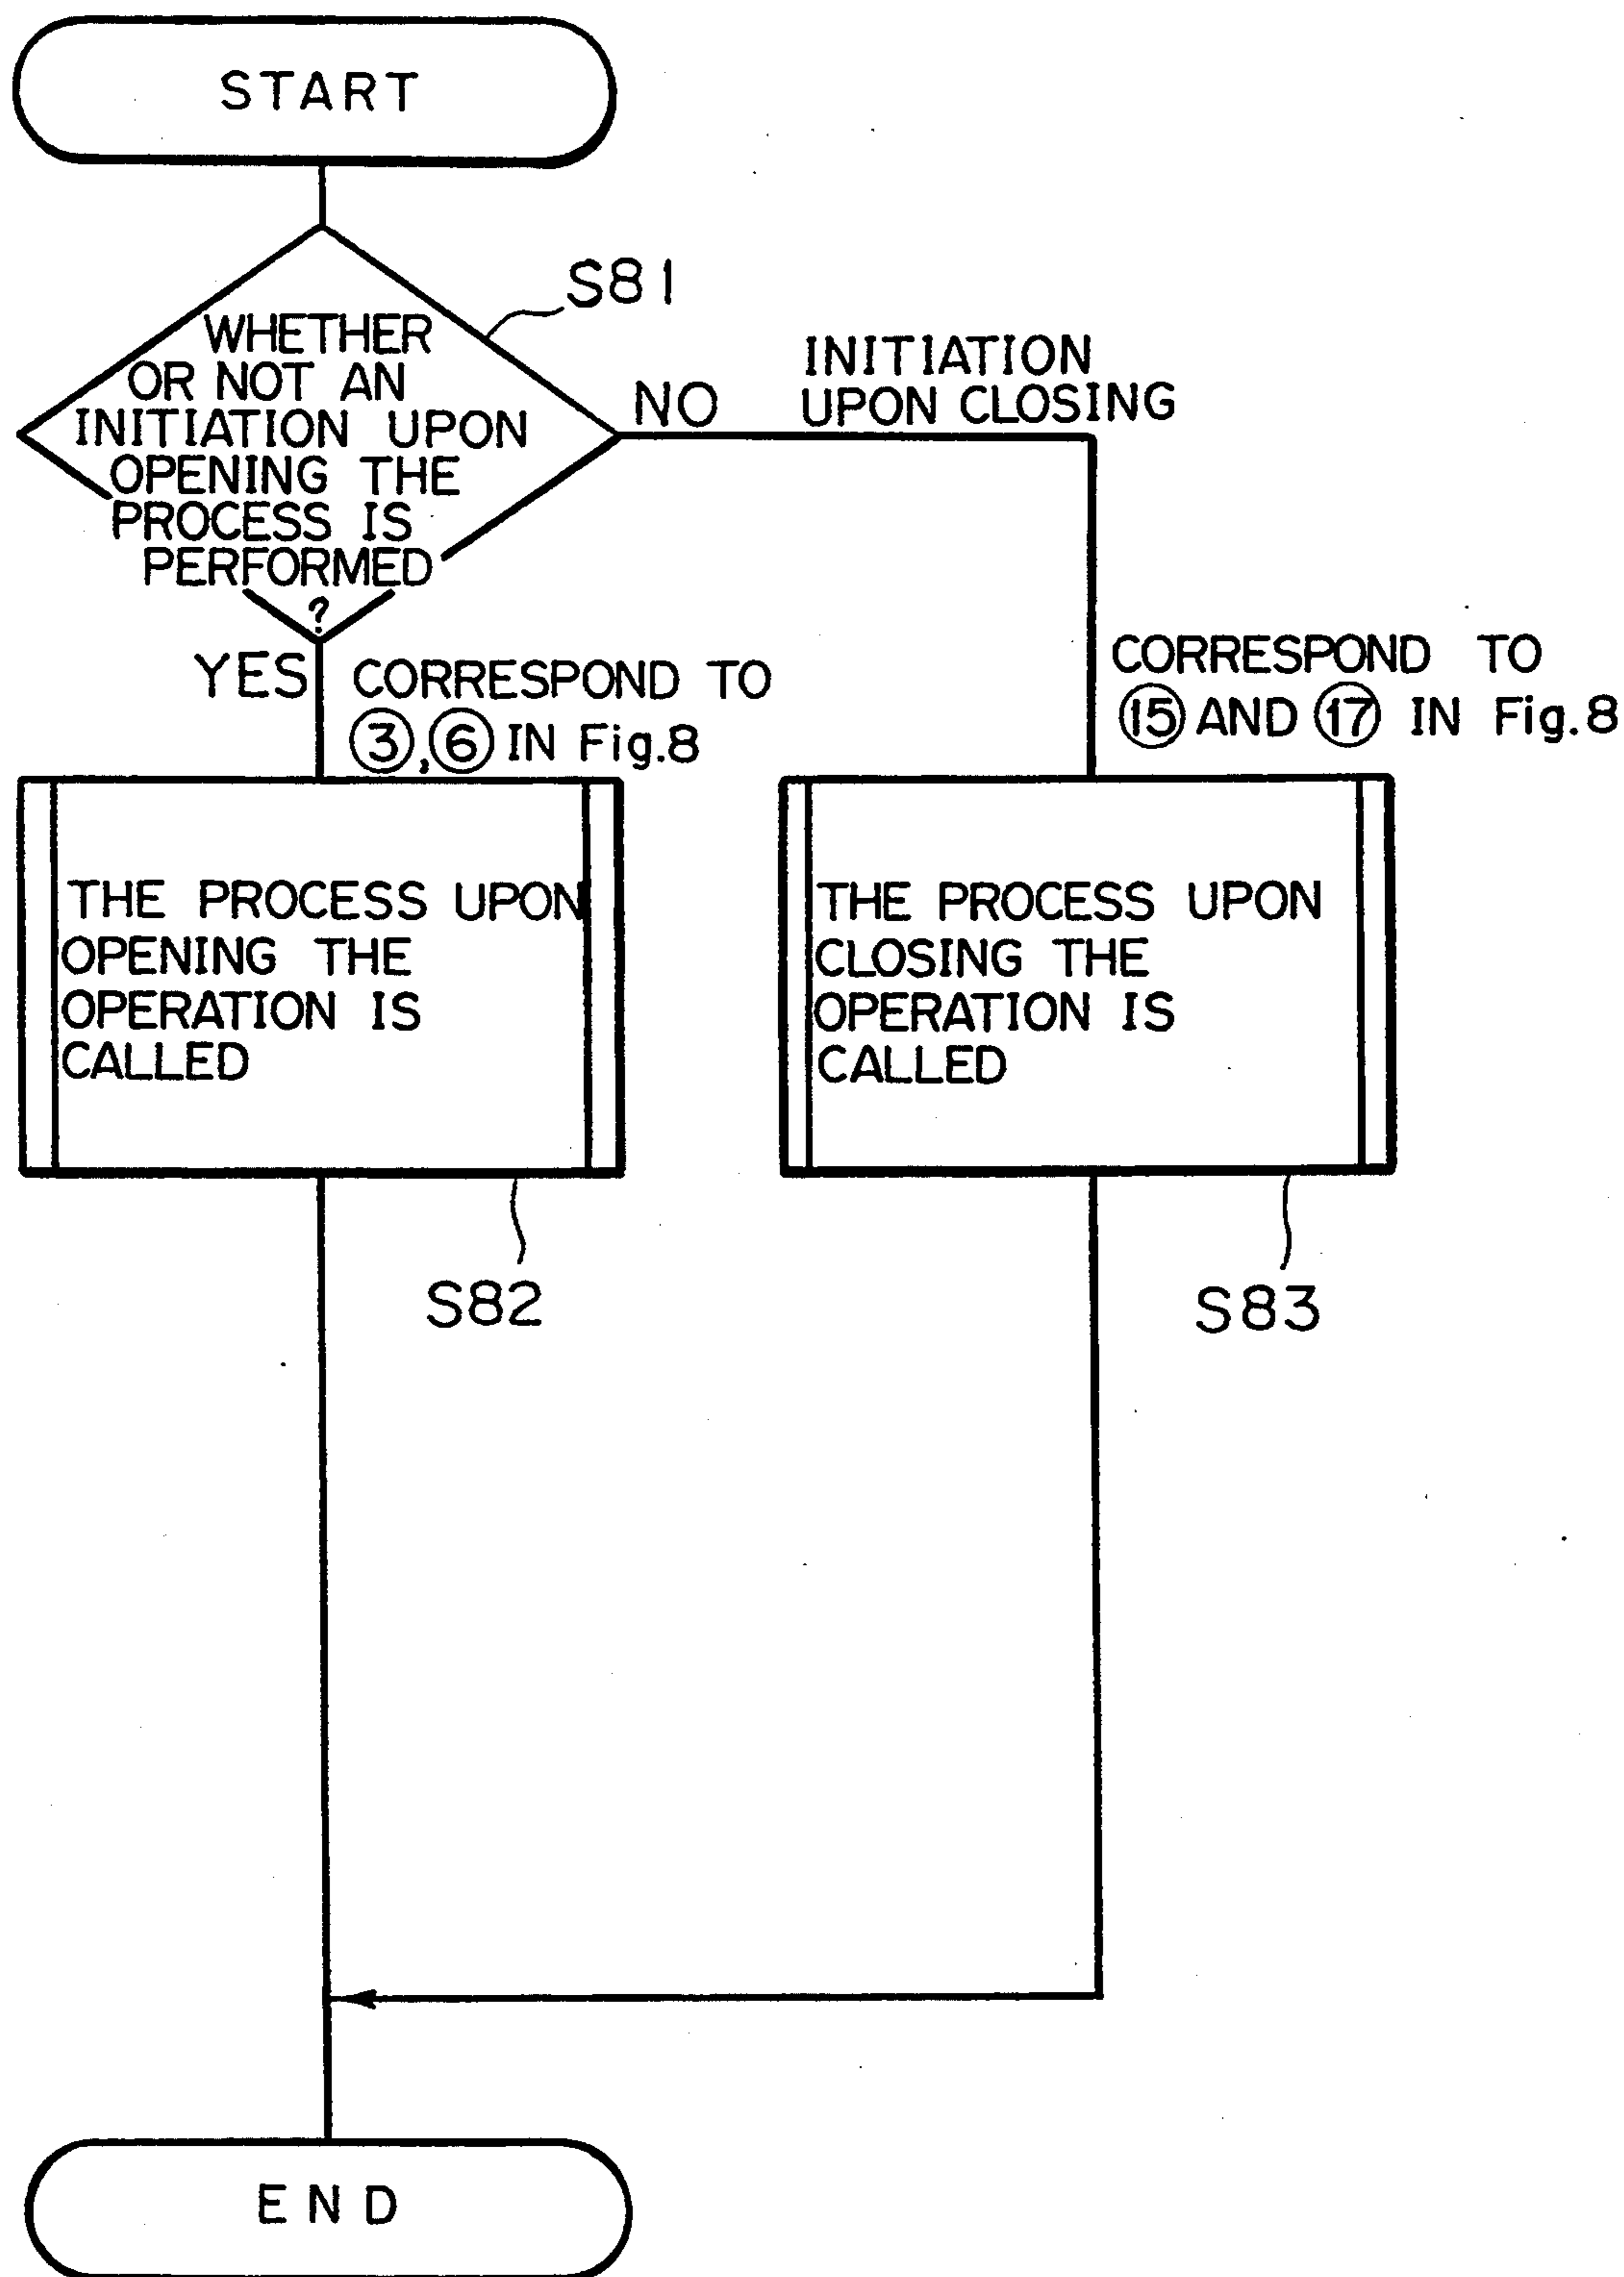 START
S81
WHETHER
OR NOT AN
INITIATION UPON
OPENING THE
PROCESS IS
PERFORMED
?
NO
INITIATION
UPON CLOSING
YES
CORRESPOND TO
③,⑥ IN Fig.8
CORRESPOND TO
⑮ AND ⑰ IN Fig.8
THE PROCESS UPON
OPENING THE
OPERATION IS
CALLED
S82
THE PROCESS UPON
CLOSING THE
OPERATION IS
CALLED
S83
END